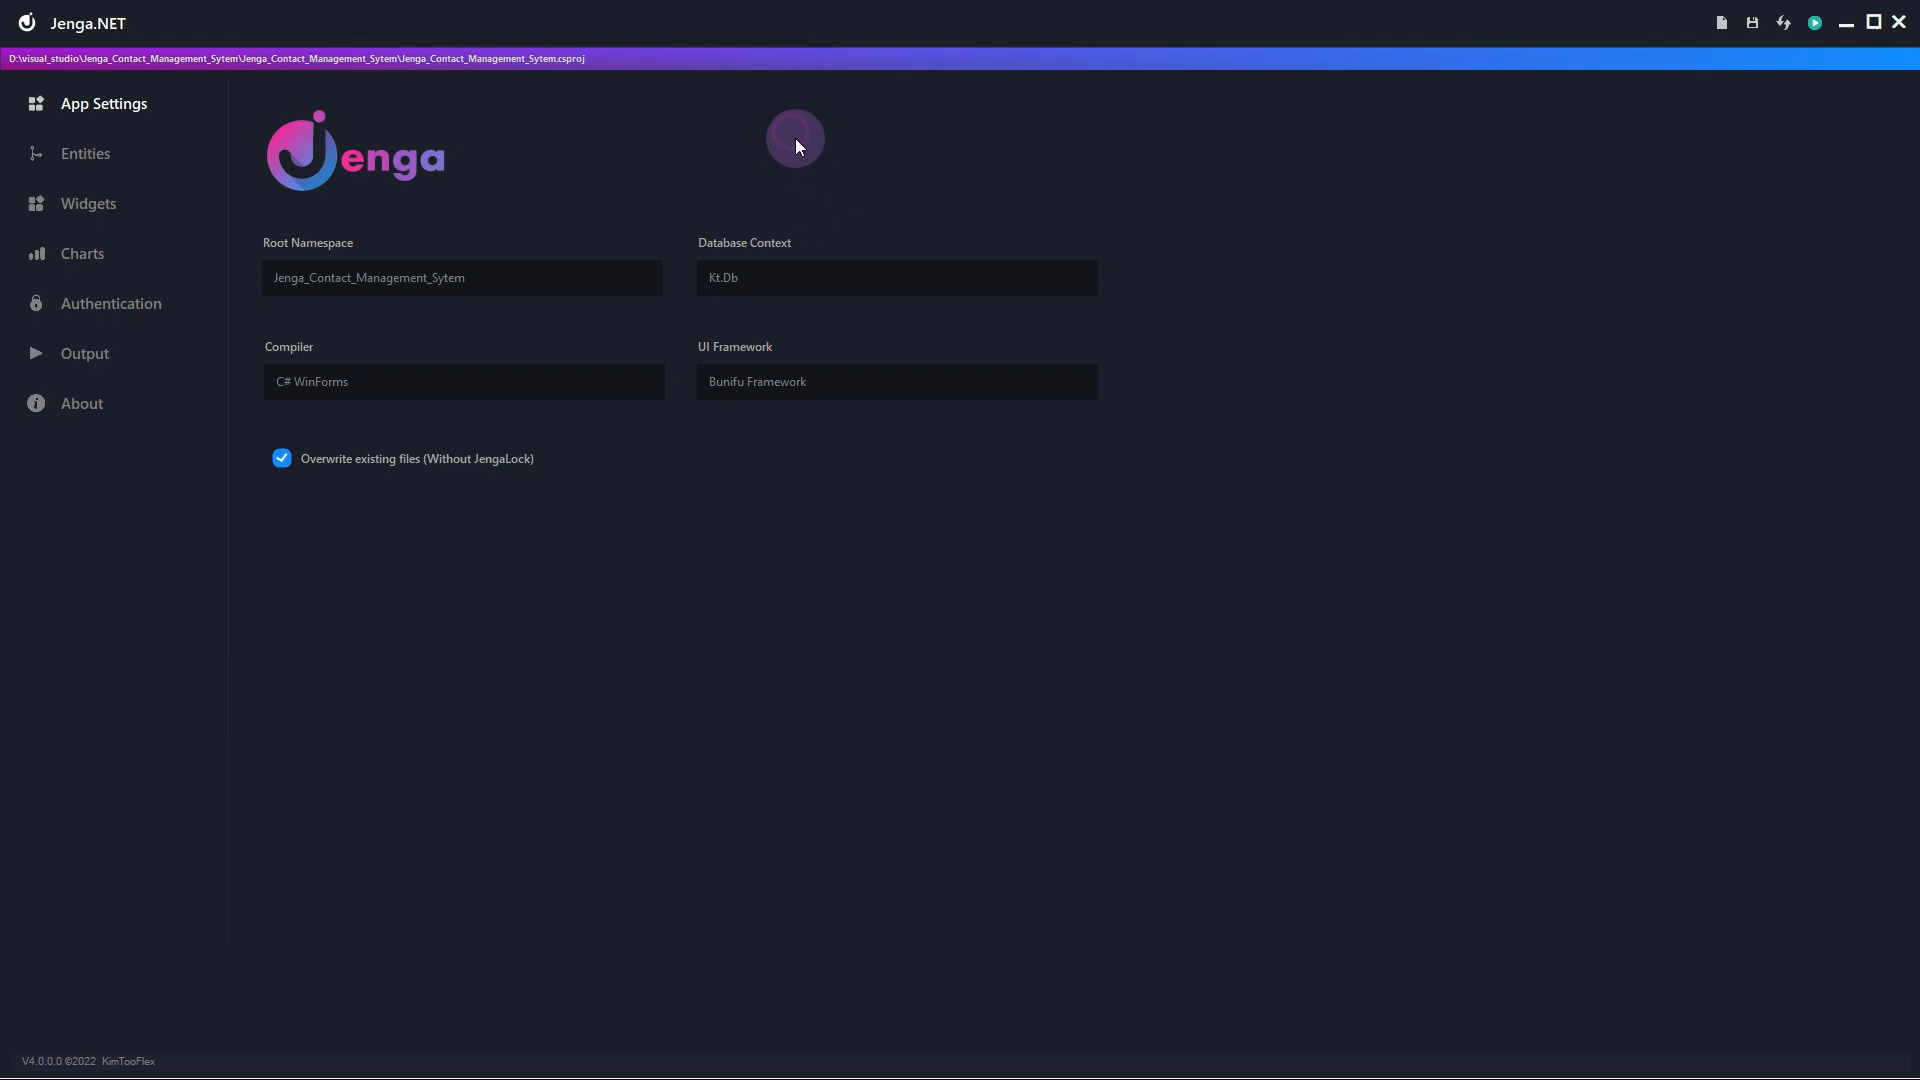 Jenga.NET
D:\visual_studio\Jenga_Contact_Management_Sytem\Jenga_Contact_Management_Sytem\Jenga_Contact_Management_Sytem.csproj
App Settings
Entities
Widgets
Charts
Authentication
Output
About
Jenga
Root Namespace
Jenga_Contact_Management_Sytem
Database Context
Kt.Db
Compiler
C# WinForms
UI Framework
Bunifu Framework
Overwrite existing files (Without JengaLock)
V4.0.0.0 ©2022 KimTooFlex